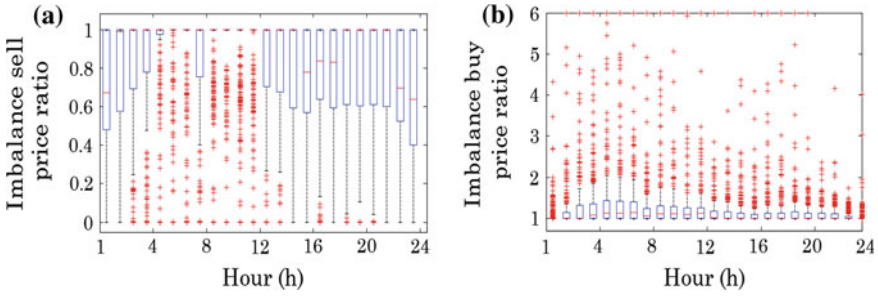 (a)
Imbalance sell
price ratio
1
0.8
0.6
0.4
0.2
0
1 4 8 12 16 20 24
Hour (h)
(b)
Imbalance buy
price ratio
6
5
4
3
2
1
1 4 8 12 16 20 24
Hour (h)